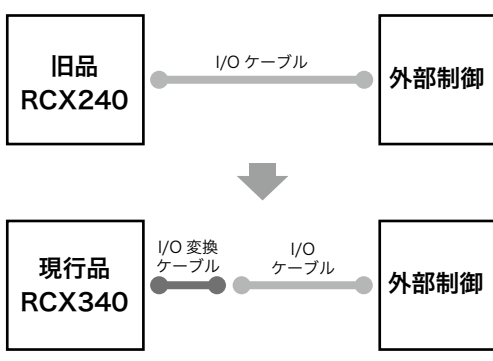 旧品
RCX240
I/O ケーブル
外部制御
現行品
RCX340
I/O 変換
ケーブル
I/O
ケーブル
外部制御